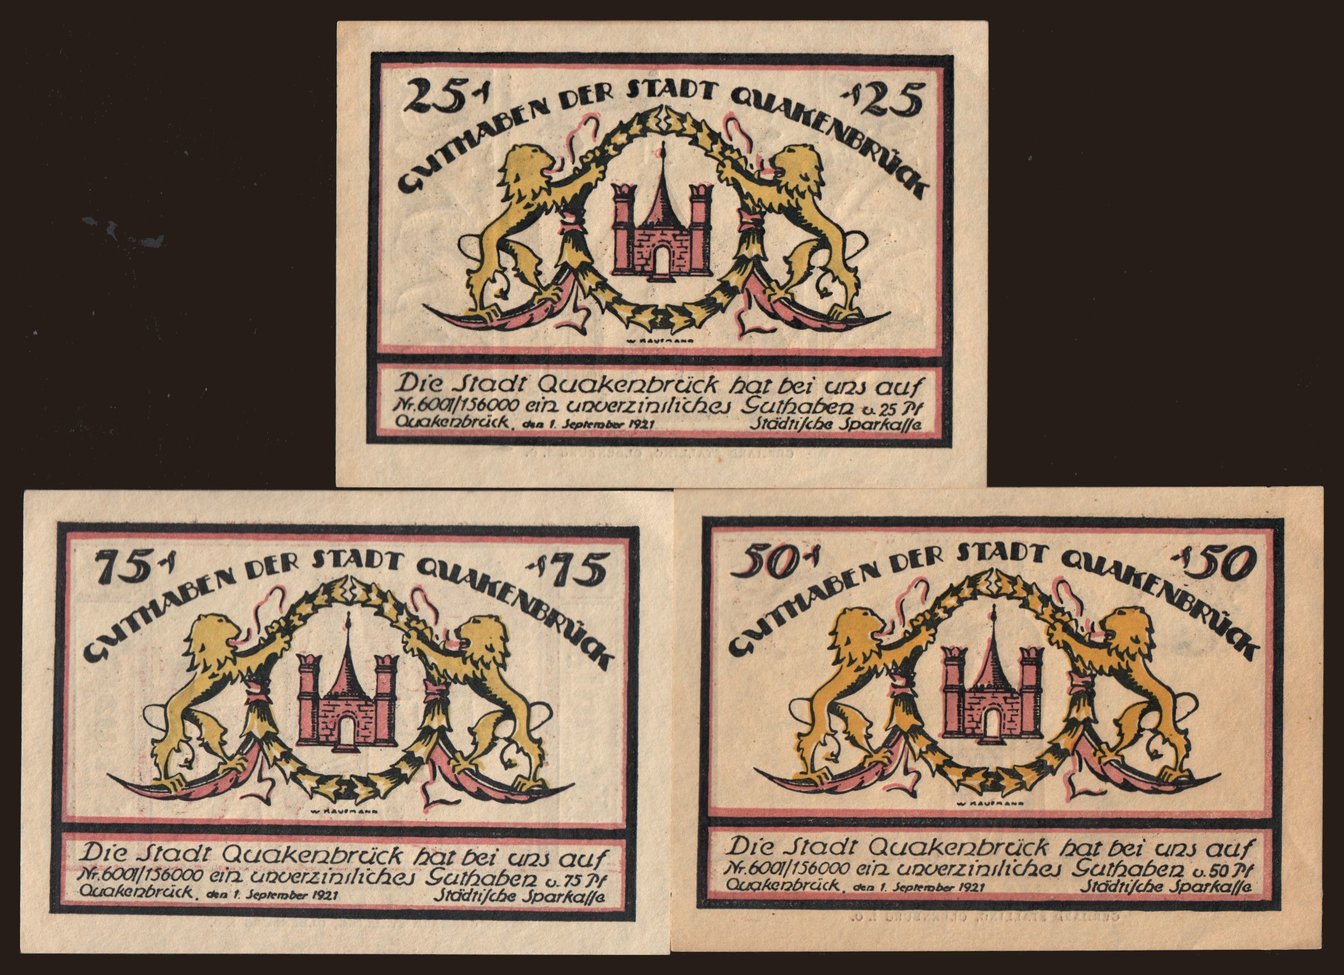 25 25
GUTHABEN DER STADT QUAKENBRÜCK
W KAUFMANN
Die Stadt Quakenbrück hat bei uns auf
Nr.6001/156000 ein unverzinsliches Guthaben v. 25 Pf
Quakenbrück, den 1. September 1921 Städtische Sparkasse
75 75
GUTHABEN DER STADT QUAKENBRÜCK
W KAUFMANN
Die Stadt Quakenbrück hat bei uns auf
Nr.6001/156000 ein unverzinsliches Guthaben v. 75 Pf
Quakenbrück, den 1. September 1921 Städtische Sparkasse
50 50
GUTHABEN DER STADT QUAKENBRÜCK
W KAUFMANN
Die Stadt Quakenbrück hat bei uns auf
Nr.6001/156000 ein unverzinsliches Guthaben v. 50 Pf
Quakenbrück, den 1. September 1921 Städtische Sparkasse